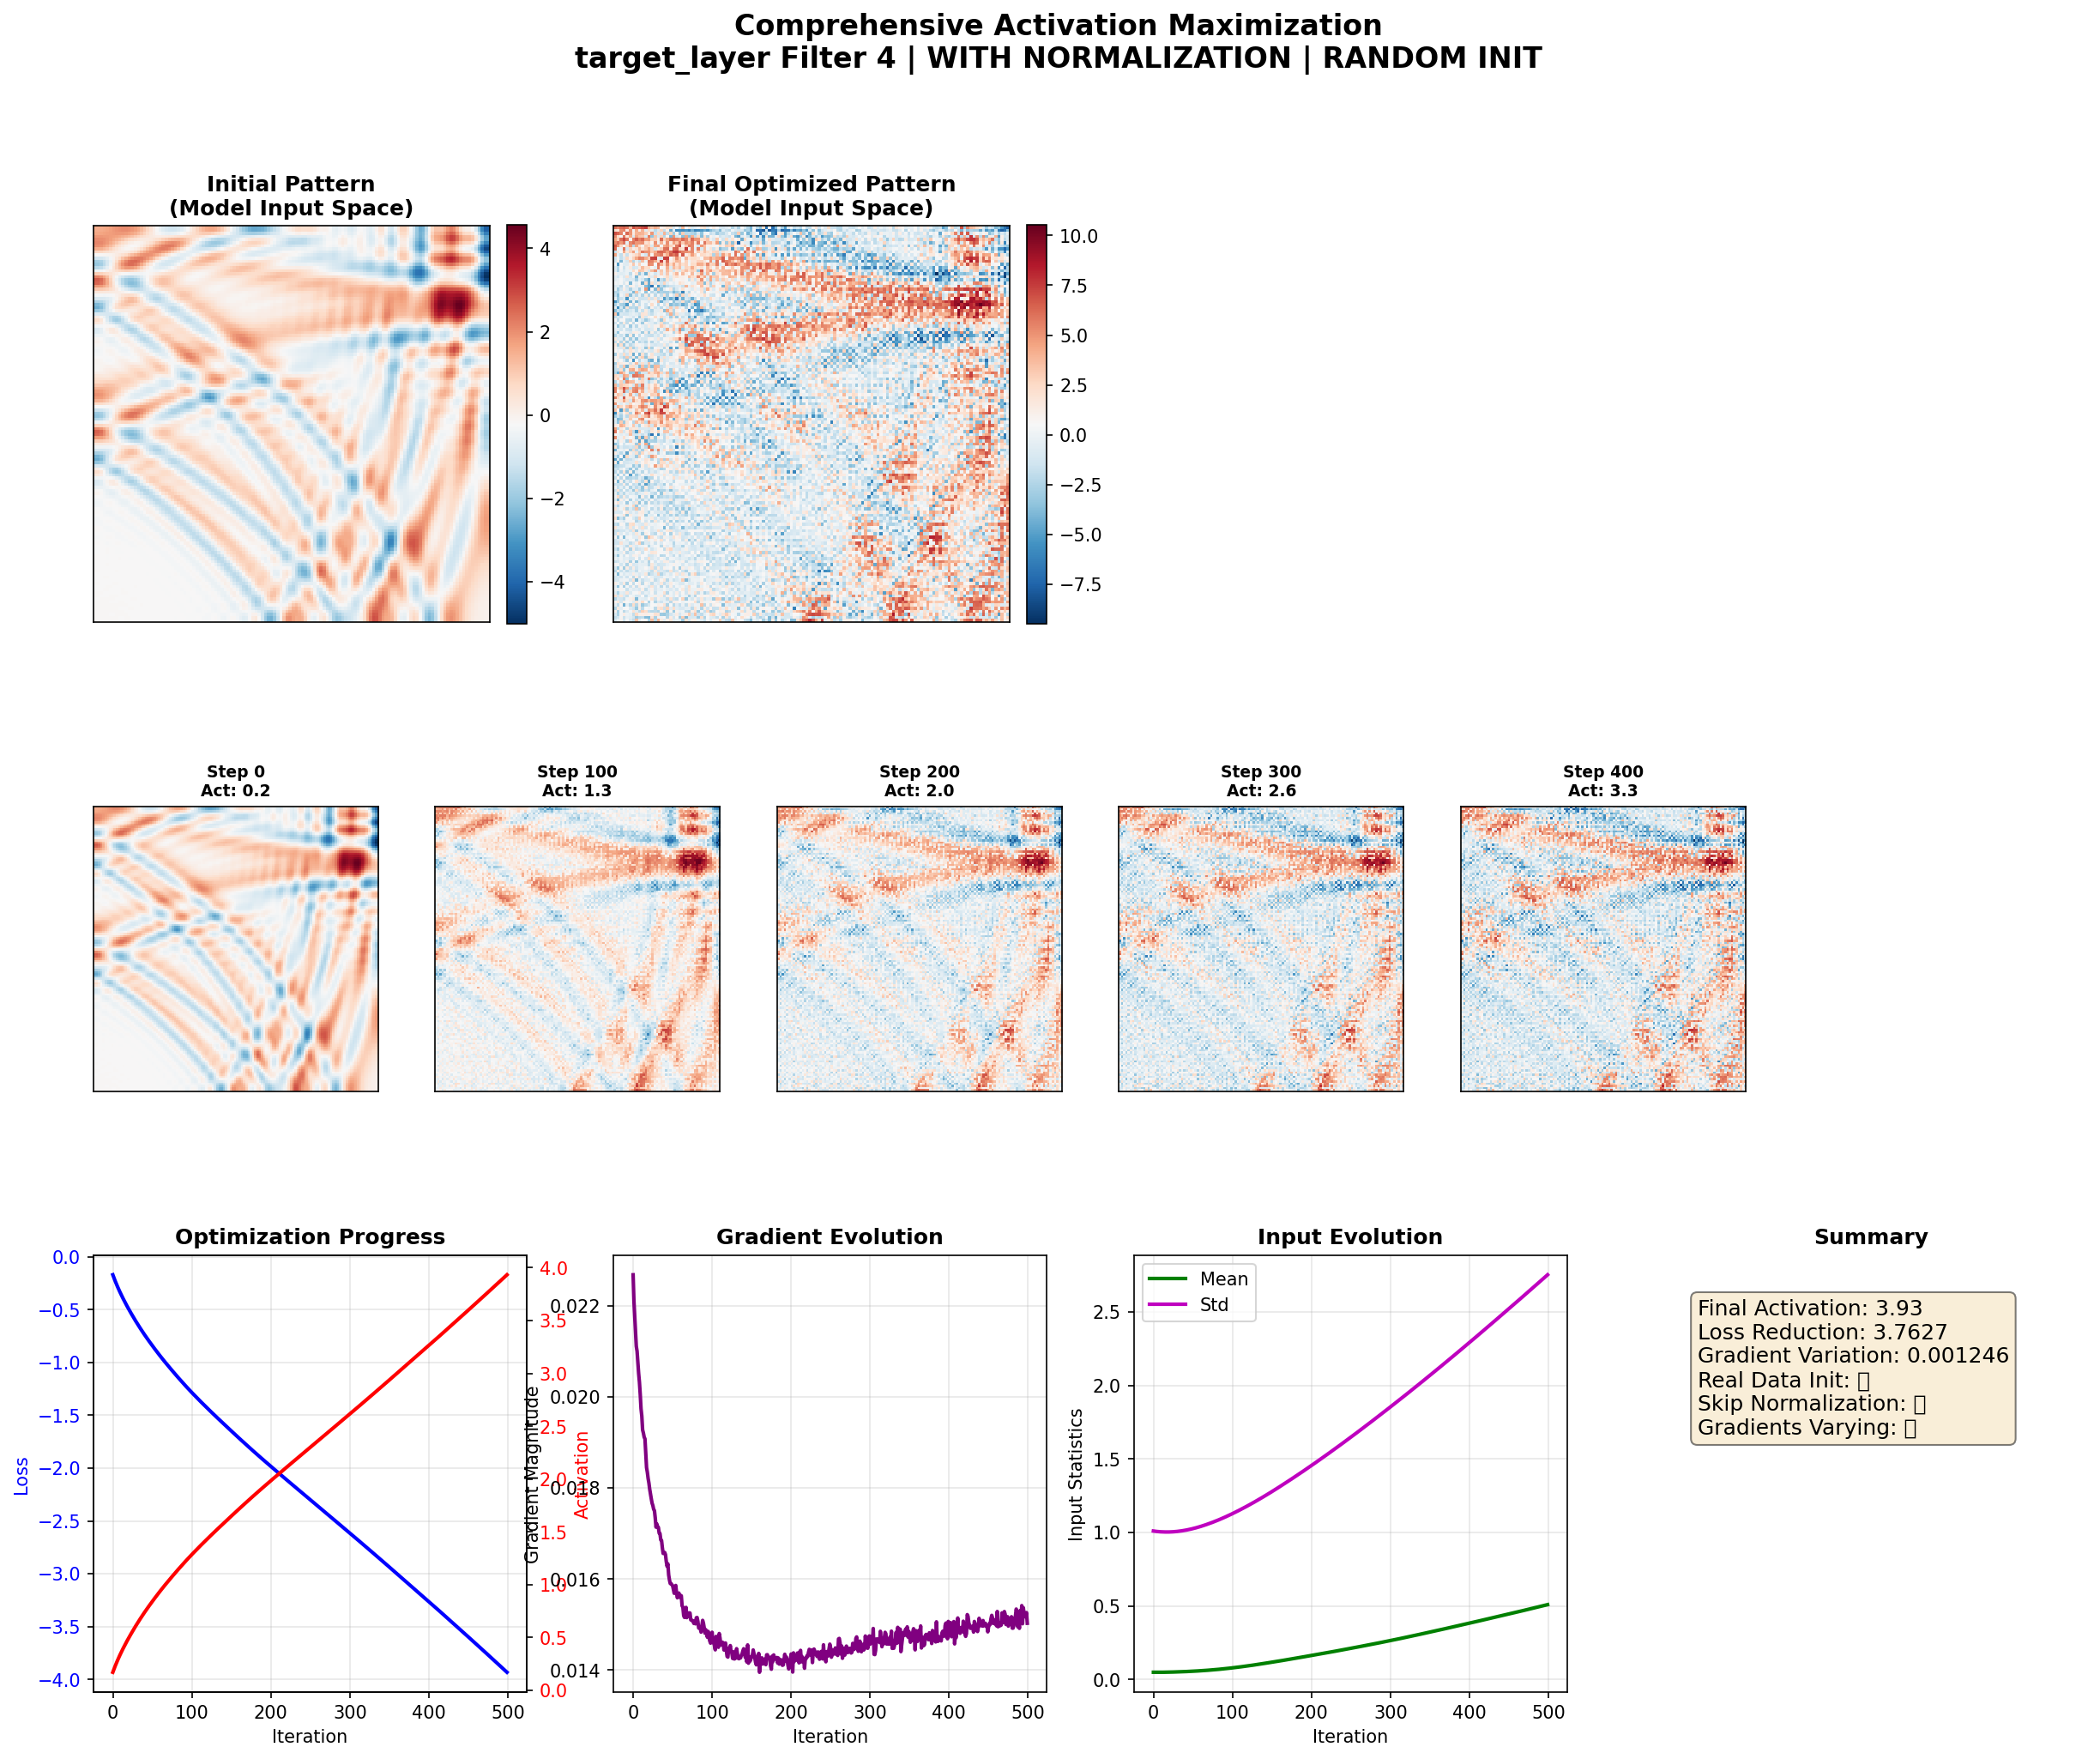 Comprehensive Activation Maximization
target_layer Filter 4 | WITH NORMALIZATION | RANDOM INIT
Initial Pattern
(Model Input Space)
4
2
0
−2
−4
Final Optimized Pattern
(Model Input Space)
10.0
7.5
5.0
2.5
0.0
−2.5
−5.0
−7.5
Step 0
Act: 0.2
Step 100
Act: 1.3
Step 200
Act: 2.0
Step 300
Act: 2.6
Step 400
Act: 3.3
Optimization Progress
Loss
0.0
−0.5
−1.0
−1.5
−2.0
−2.5
−3.0
−3.5
−4.0
0
100
200
300
400
500
Iteration
4.0
3.5
3.0
2.5
2.0
1.5
1.0
0.5
0.0
Activation
Gradient Evolution
Gradient Magnitude
0.022
0.020
0.018
0.016
0.014
0
100
200
300
400
500
Iteration
Input Evolution
Mean
Std
Input Statistics
2.5
2.0
1.5
1.0
0.5
0.0
0
100
200
300
400
500
Iteration
Summary
Final Activation: 3.93
Loss Reduction: 3.7627
Gradient Variation: 0.001246
Real Data Init:
Skip Normalization:
Gradients Varying: